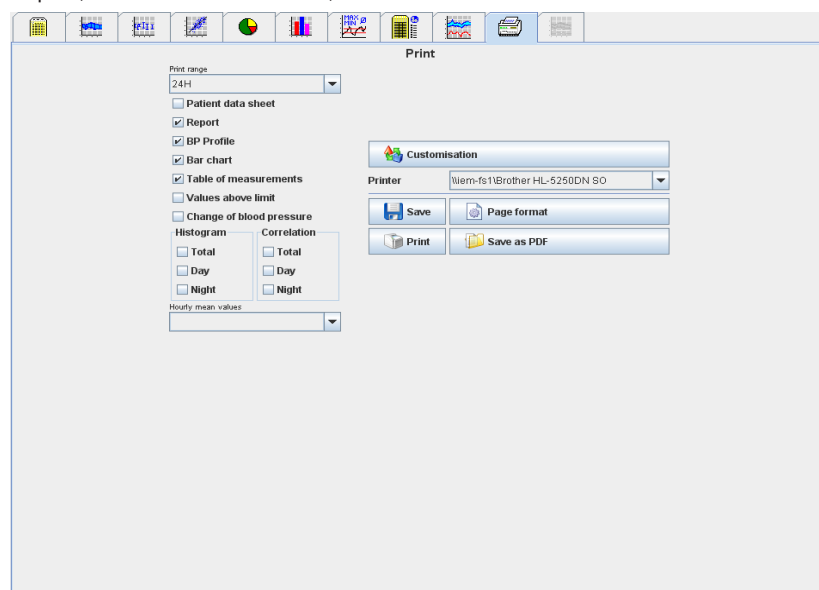 MAX Ø
MIN
Print
Print range
24H
Patient data sheet
Report
BP Profile
Bar chart
Table of measurements
Values above limit
Change of blood pressure
Histogram
Correlation
Total
Total
Day
Day
Night
Night
Hourly mean values
Customisation
Printer
\\iem-fs1\Brother HL-5250DN SO
Save
Page format
Print
Save as PDF